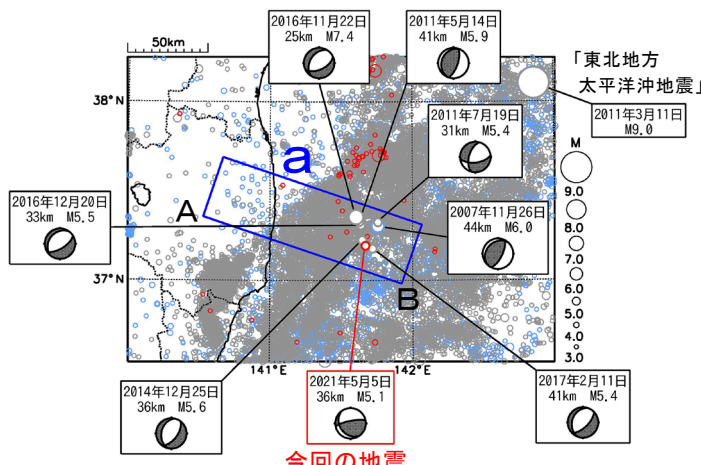 2016年11月22日
25km M7.4
2011年5月14日
41km M5.9
「東北地方
太平洋沖地震」
2011年3月11日
M9.0
50km
38°N
2011年7月19日
31km M5.4
a
M
9.0
8.0
7.0
6.0
5.0
4.0
3.0
2016年12月20日
33km M5.5
A
2007年11月26日
44km M6.0
37°N
B
141°E
142°E
2014年12月25日
36km M5.6
2021年5月5日
36km M5.1
2017年2月11日
41km M5.4
今回の地震